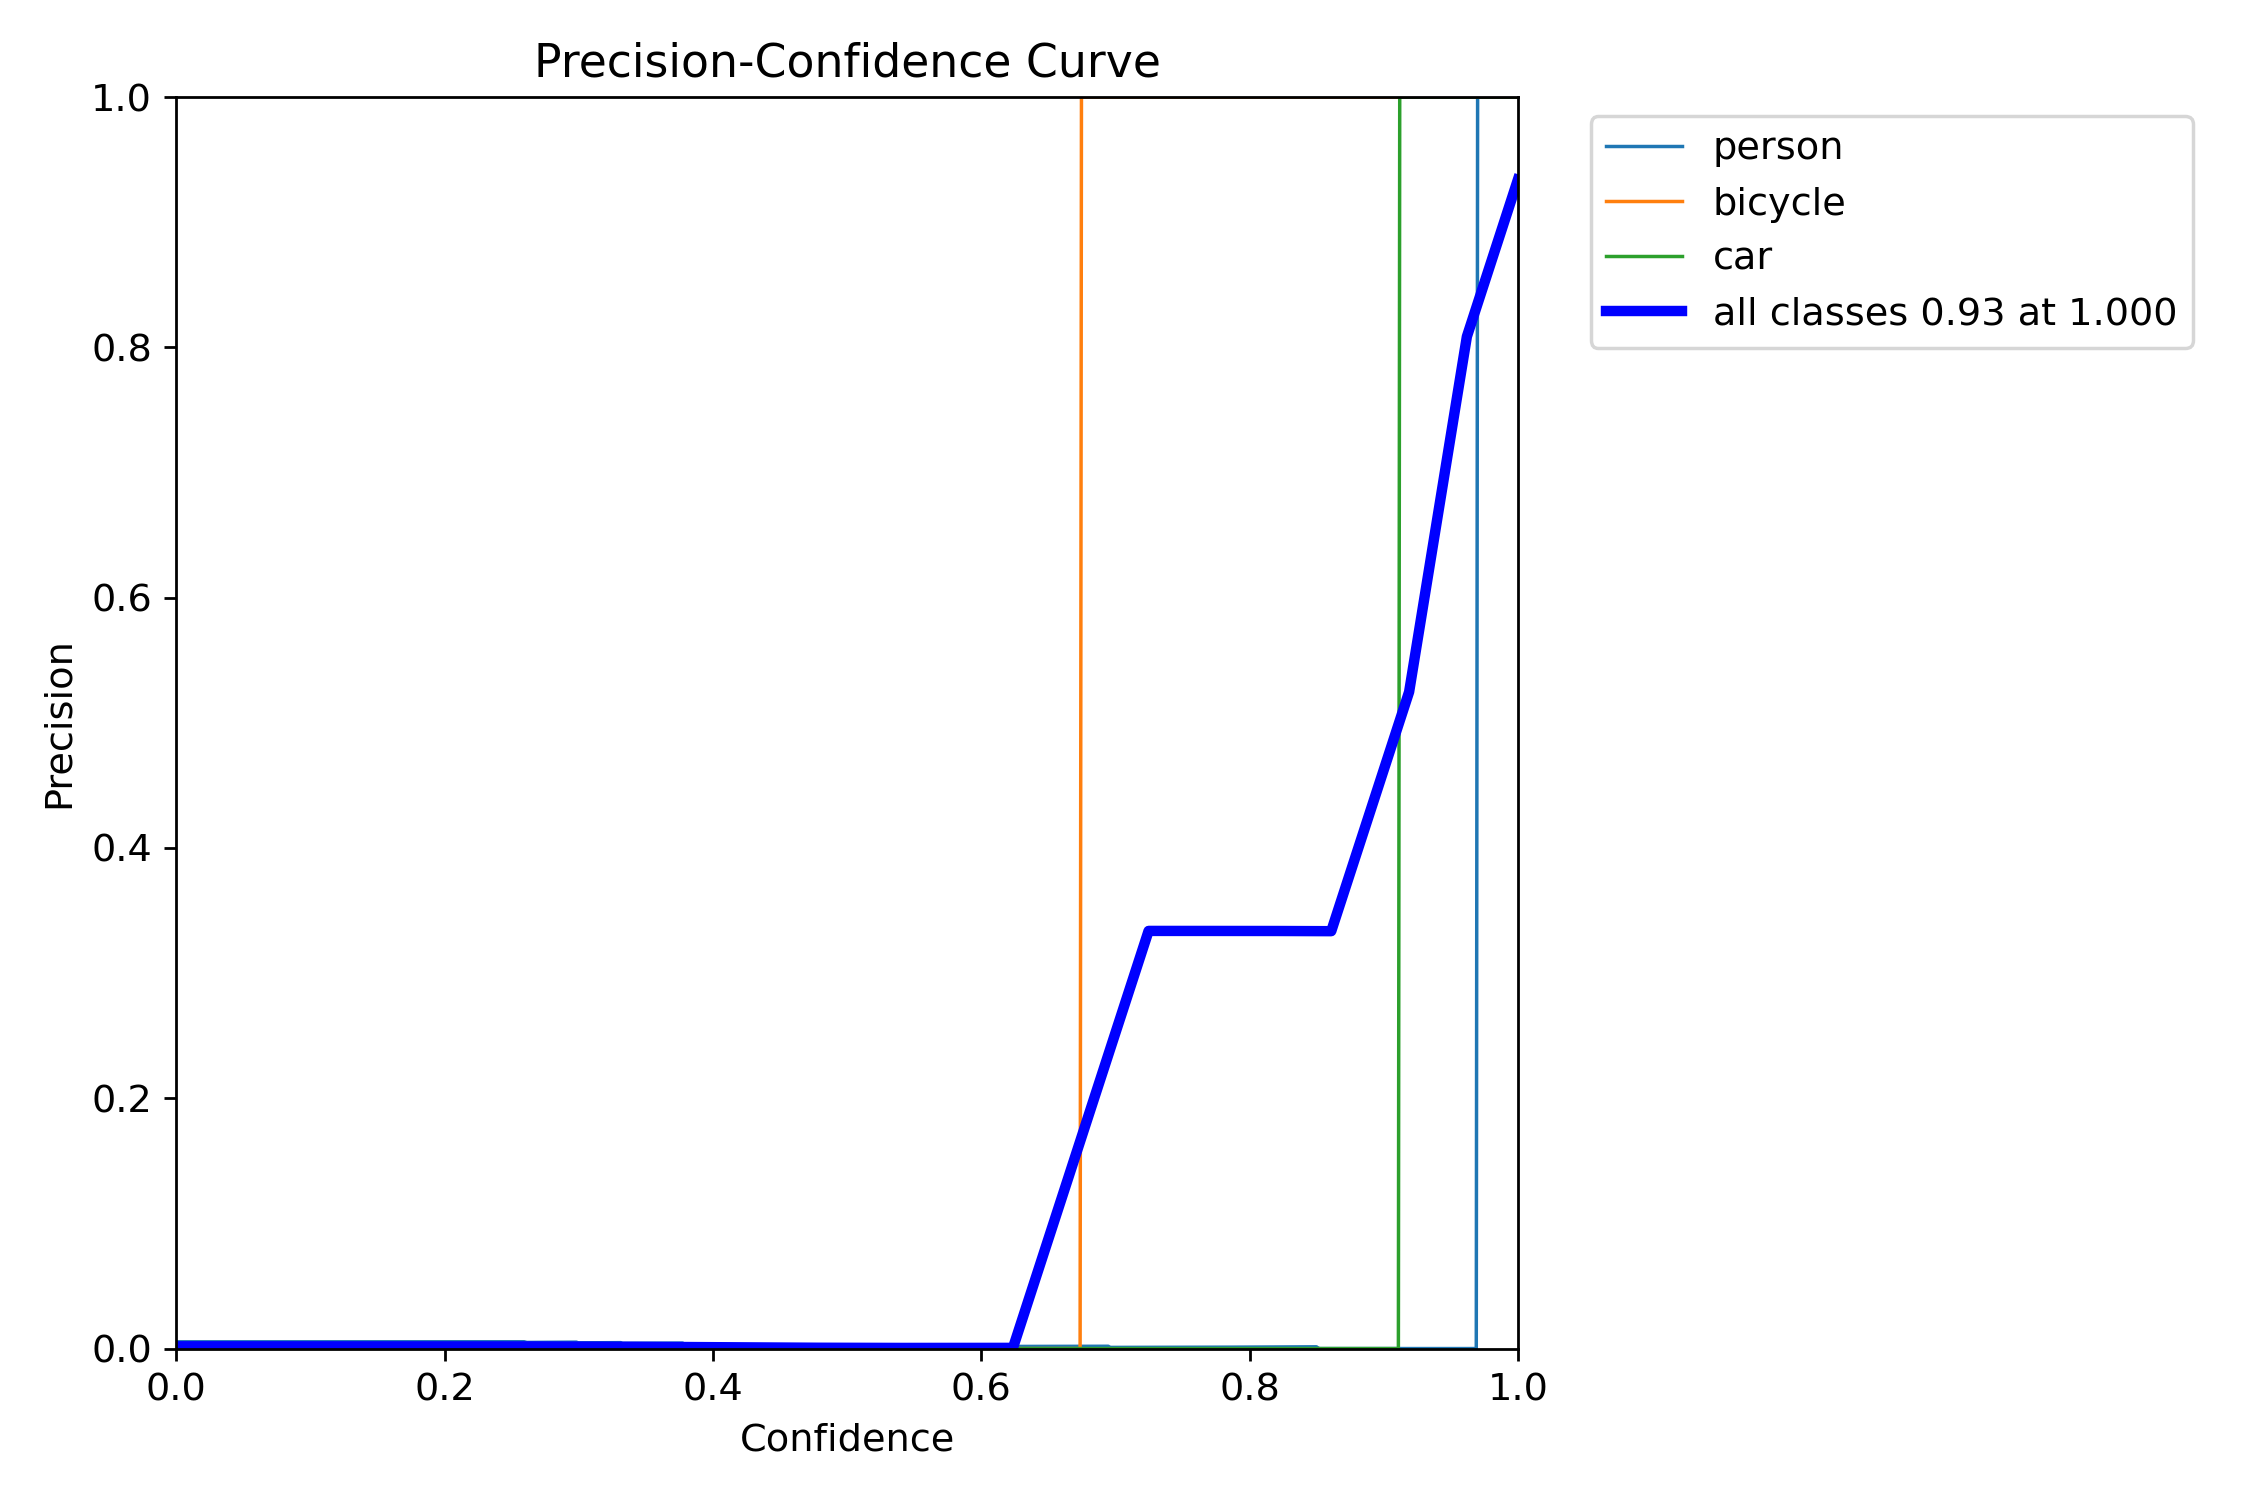 Precision-Confidence Curve
1.0
0.8
0.6
0.4
0.2
0.0
Precision
0.0 0.2 0.4 0.6 0.8 1.0
Confidence
person
bicycle
car
all classes 0.93 at 1.000